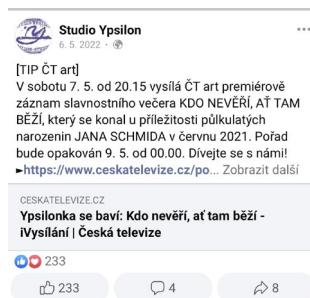 Studio Ypsilon
6. 5. 2022 ·
[TIP ČT art]
V sobotu 7. 5. od 20.15 vysílá ČT art premiérově
záznam slavnostního večera KDO NEVĚŘÍ, AŤ TAM
BĚŽÍ, který se konal u příležitosti půlkulatých
narozenin JANA SCHMIDA v červnu 2021. Pořad
bude opakován 9. 5. od 00.00. Dívejte se s námi!
►https://www.ceskatelevize.cz/po... Zobrazit další
CESKATELEVIZE.CZ
Ypsilonka se baví: Kdo nevěří, ať tam běží -
iVysílání | Česká televize
233
233 4 8